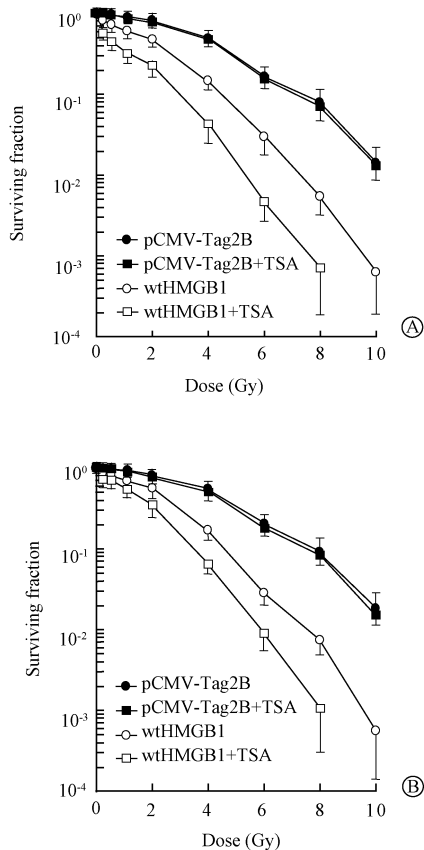 10^0
10^-1
10^-2
10^-3
10^-4
Surviving fraction
pCMV-Tag2B
pCMV-Tag2B+TSA
wtHMGB1
wtHMGB1+TSA
0 2 4 6 8 10
Dose (Gy)
A
10^0
10^-1
10^-2
10^-3
10^-4
Surviving fraction
pCMV-Tag2B
pCMV-Tag2B+TSA
wtHMGB1
wtHMGB1+TSA
0 2 4 6 8 10
Dose (Gy)
B